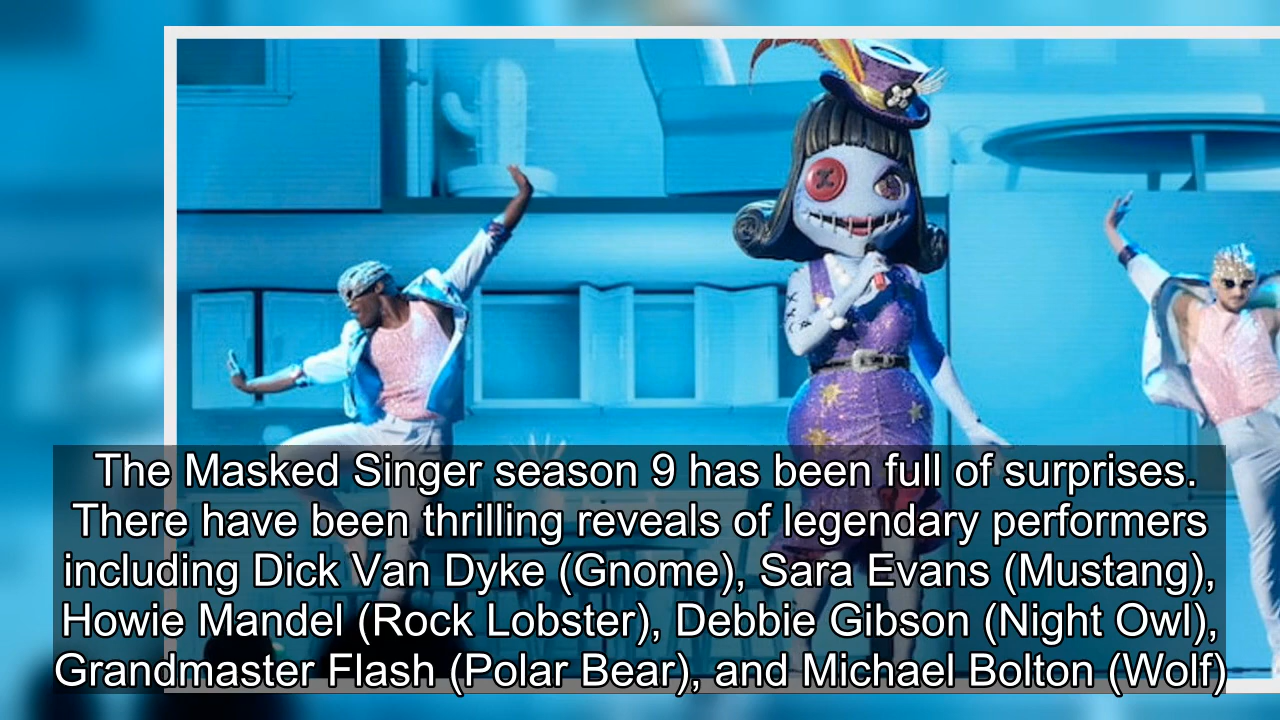 The Masked Singer season 9 has been full of surprises.
There have been thrilling reveals of legendary performers
including Dick Van Dyke (Gnome), Sara Evans (Mustang),
Howie Mandel (Rock Lobster), Debbie Gibson (Night Owl),
Grandmaster Flash (Polar Bear), and Michael Bolton (Wolf)